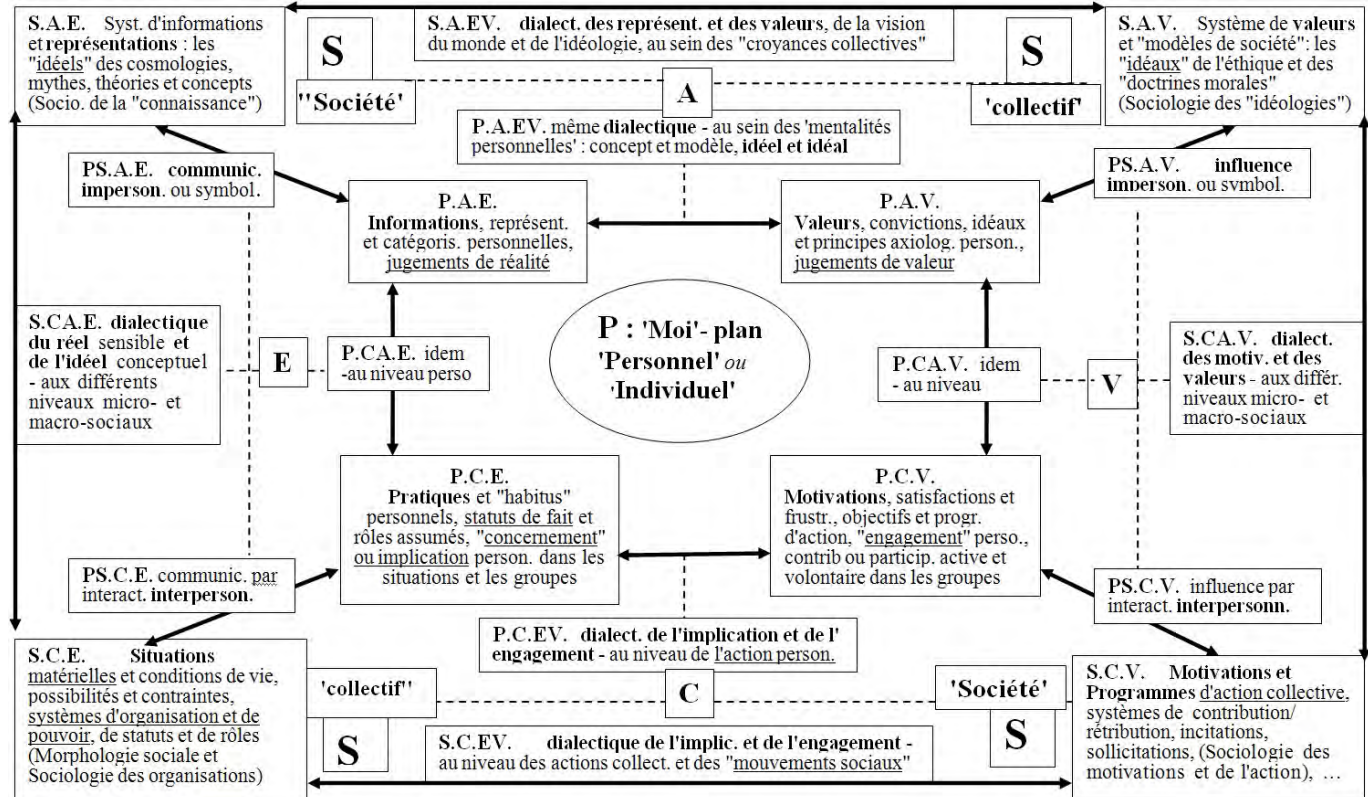 S.A.E. Syst. d'informations
et représentations : les
"idéels" des cosmologies,
mythes, théories et concepts
(Socio. de la "connaissance")
S
"Société'
S.A.EV. dialect. des représent. et des valeurs, de la vision
du monde et de l'idéologie, au sein des "croyances collectives"
A
S
'collectif'
S.A.V. Système de valeurs
et "modèles de société": les
"idéaux" de l'éthique et des
"doctrines morales"
(Sociologie des "idéologies")
P.A.EV. même dialectique - au sein des 'mentalités
personnelles' : concept et modèle, idéel et idéal
PS.A.E. communic.
imperson. ou symbol.
PS.A.V. influence
imperson. ou symbol.
P.A.E.
Informations, représent.
et catégoris. personnelles,
jugements de réalité
P.A.V.
Valeurs, convictions, idéaux
et principes axiolog. person.,
jugements de valeur
S.CA.E. dialectique
du réel sensible et
de l'idéel conceptuel
- aux différents
niveaux micro- et
macro-sociaux
E
P.CA.E. idem
-au niveau perso
P : 'Moi'- plan
'Personnel' ou
'Individuel'
P.CA.V. idem
- au niveau
V
S.CA.V. dialect.
des motiv. et des
valeurs - aux différ.
niveaux micro- et
macro-sociaux
P.C.E.
Pratiques et "habitus"
personnels, statuts de fait et
rôles assumés, "concernement"
ou implication person. dans les
situations et les groupes
P.C.V.
Motivations, satisfactions et
frustr., objectifs et progr.
d'action, "engagement" perso.,
contrib ou particip. active et
volontaire dans les groupes
PS.C.E. communic. par
interact. interperson.
PS.C.V. influence par
interact. interpersonn.
P.C.EV. dialect. de l'implication et de l'
engagement - au niveau de l'action person.
S.C.E. Situations
matérielles et conditions de vie,
possibilités et contraintes,
systèmes d'organisation et de
pouvoir, de statuts et de rôles
(Morphologie sociale et
Sociologie des organisations)
'collectif"
S
C
S.C.EV. dialectique de l'implic. et de l'engagement -
au niveau des actions collect. et des "mouvements sociaux"
'Société'
S
S.C.V. Motivations et
Programmes d'action collective,
systèmes de contribution/
rétribution, incitations,
sollicitations, (Sociologie des
motivations et de l'action), …